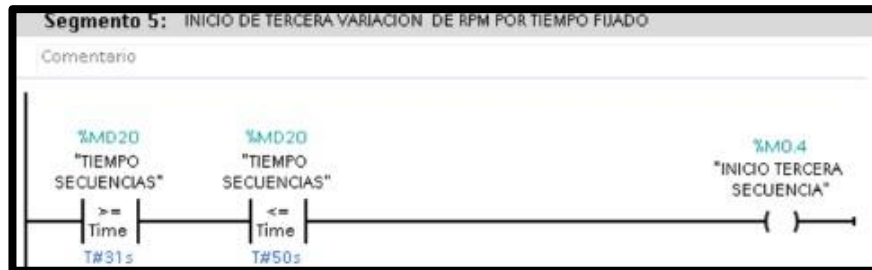 Segmento 5: INICIO DE TERCERA VARIACION DE RPM POR TIEMPO FIJADO
Comentario
%MD20
"TIEMPO
SECUENCIAS"
>=
Time
T#31s
%MD20
"TIEMPO
SECUENCIAS"
<=
Time
T#50s
%M0.4
"INICIO TERCERA
SECUENCIA"